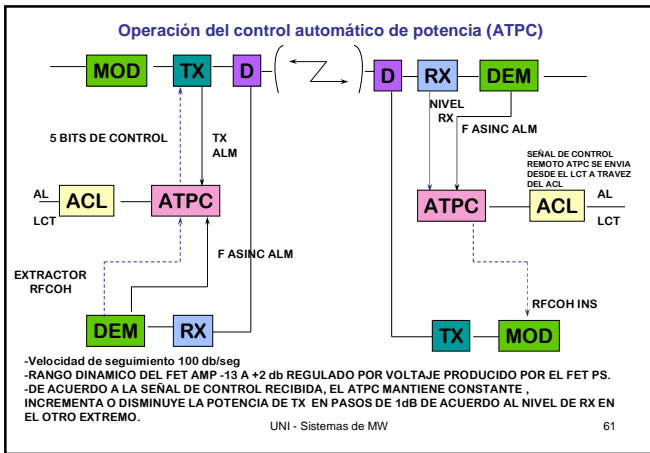 Operación del control automático de potencia (ATPC)
MOD
TX
D
D
RX
DEM
NIVEL
RX
F ASINC ALM
5 BITS DE CONTROL
TX
ALM
SEÑAL DE CONTROL
REMOTO ATPC SE ENVIA
DESDE EL LCT A TRAVEZ
DEL ACL
AL
LCT
ACL
ATPC
ATPC
ACL
AL
LCT
F ASINC ALM
EXTRACTOR
RFCOH
RFCOH INS
DEM
RX
TX
MOD
-Velocidad de seguimiento 100 db/seg
-RANGO DINAMICO DEL FET AMP -13 A +2 db REGULADO POR VOLTAJE PRODUCIDO POR EL FET PS.
-DE ACUERDO A LA SEÑAL DE CONTROL RECIBIDA, EL ATPC MANTIENE CONSTANTE ,
INCREMENTA O DISMINUYE LA POTENCIA DE TX EN PASOS DE 1dB DE ACUERDO AL NIVEL DE RX EN
EL OTRO EXTREMO.
UNI - Sistemas de MW
61